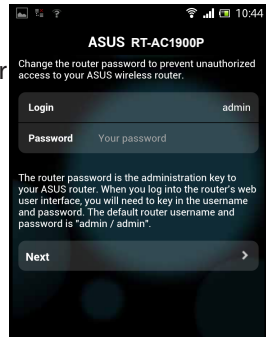 10:44
ASUS RT-AC1900P
Change the router password to prevent unauthorized
access to your ASUS wireless router.
Login admin
Password Your password
The router password is the administration key to
your ASUS router. When you log into the router's web
user interface, you will need to key in the username
and password. The default router username and
password is "admin / admin".
Next